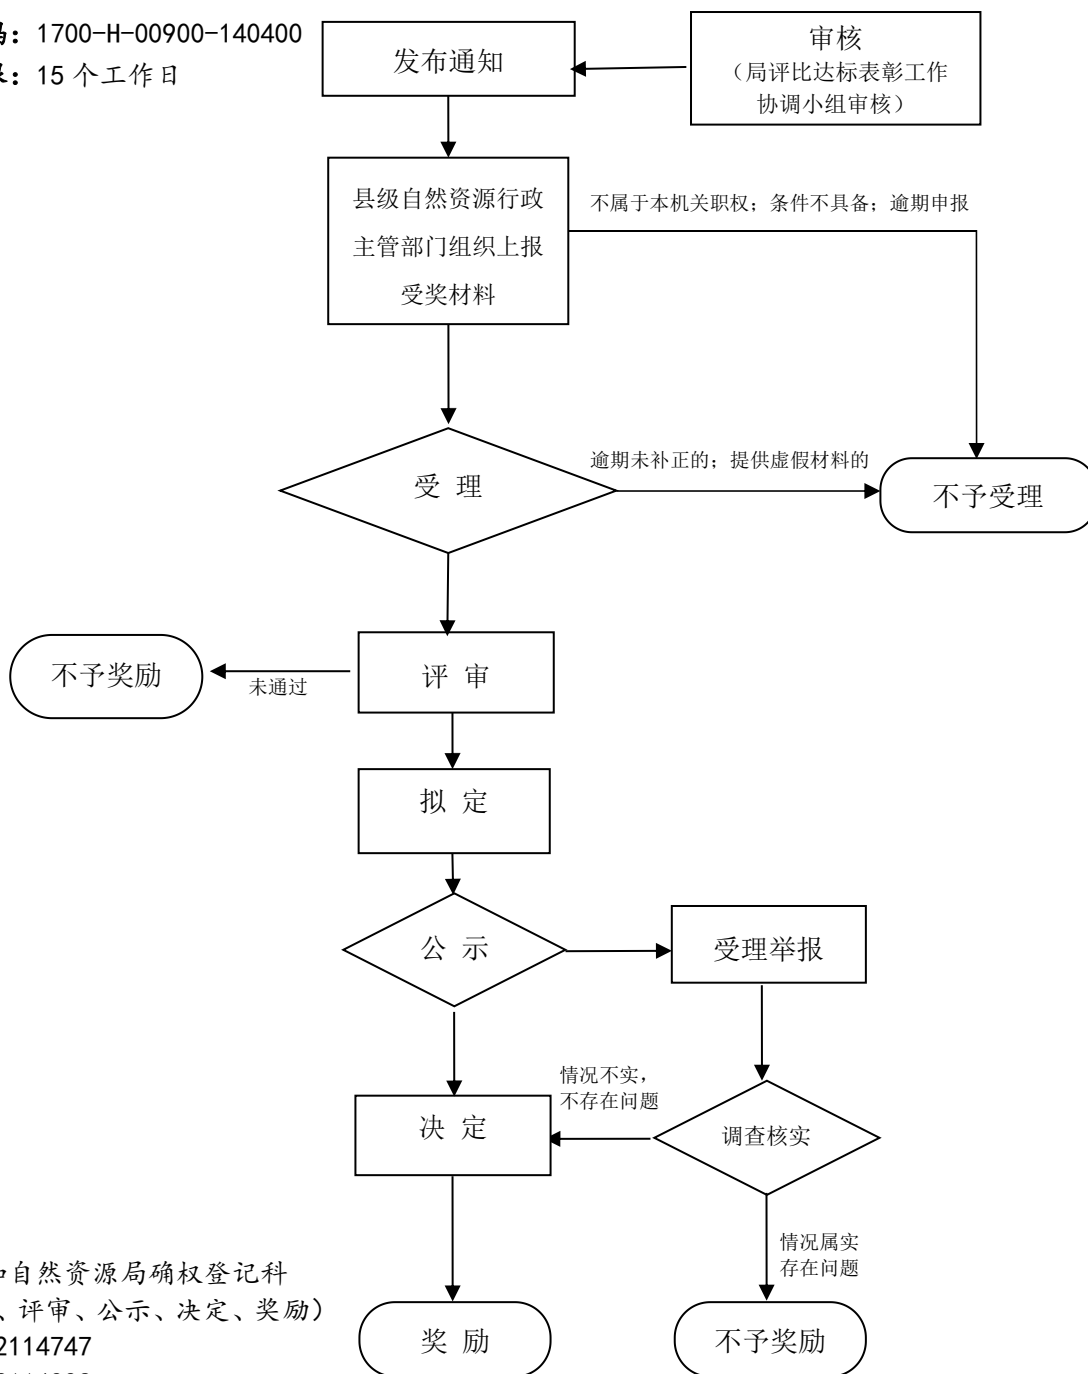 码：1700-H-00900-140400
限：15个工作日
发布通知
审核
（局评比达标表彰工作
协调小组审核）
县级自然资源行政
主管部门组织上报
受奖材料
不属于本机关职权；条件不具备；逾期申报
受 理
逾期未补正的；提供虚假材料的
不予受理
评 审
未通过
不予奖励
拟 定
公 示
受理举报
情况不实，
不存在问题
决 定
调查核实
情况属实
存在问题
自然资源局确权登记科
、评审、公示、决定、奖励）
2114747
奖 励
不予奖励